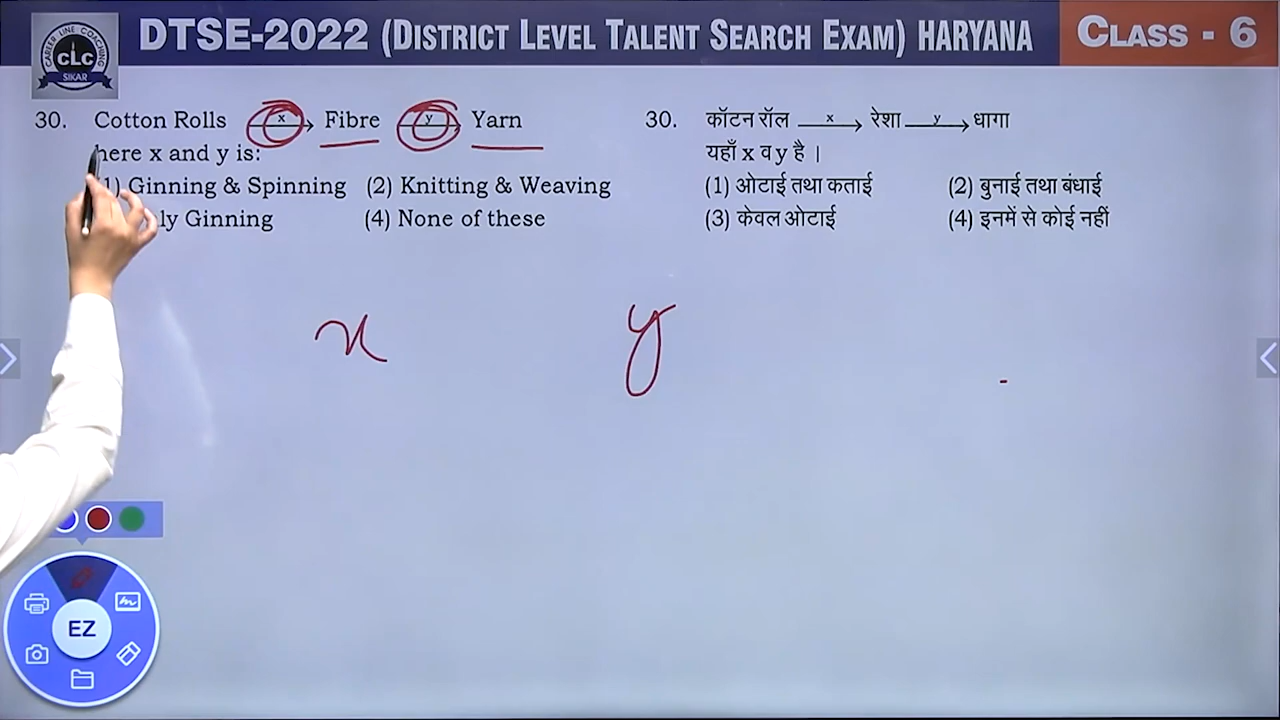 CAREER LINE COACHING
CLC
SIKAR
DTSE-2022 (DISTRICT LEVEL TALENT SEARCH EXAM) HARYANA
CLASS - 6
30. Cotton Rolls x Fibre y Yarn
here x and y is:
1) Ginning & Spinning (2) Knitting & Weaving
ly Ginning (4) None of these
30. कॉटन रॉल x रेशा y धागा
यहाँ x व y है ।
(1) ओटाई तथा कताई (2) बुनाई तथा बंधाई
(3) केवल ओटाई (4) इनमें से कोई नहीं
x y
EZ